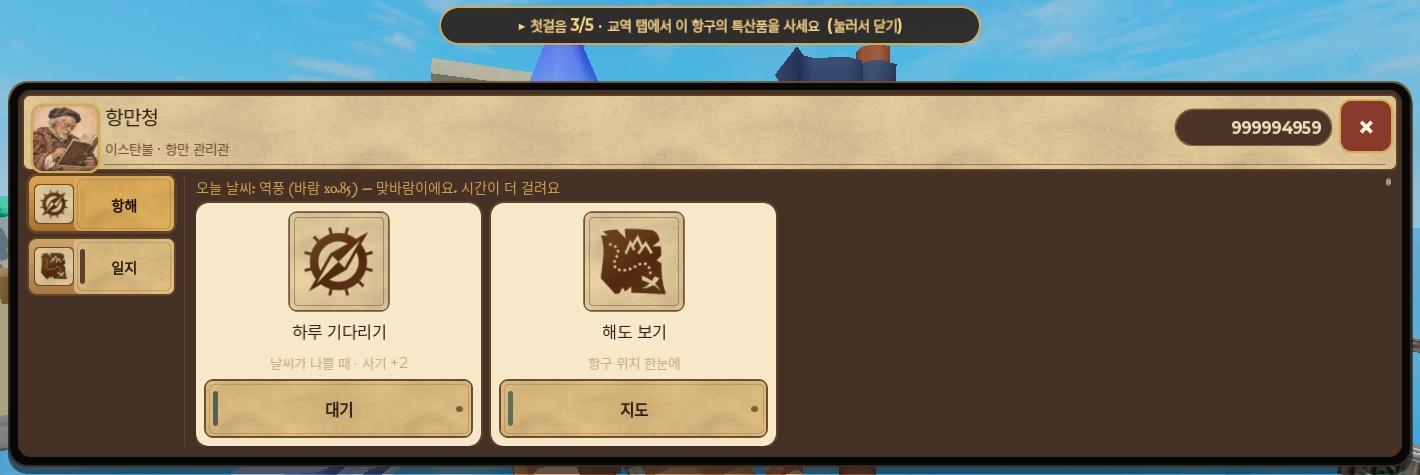 ▸ 첫걸음 3/5 · 교역 탭에서 이 항구의 특산품을 사세요 (눌러서 닫기)
항만청
이스탄불 · 항만 관리관
999994959
×
항해
일지
오늘 날씨: 역풍 (바람 x0.85) — 맞바람이에요. 시간이 더 걸려요
하루 기다리기
날씨가 나쁠 때 · 사기 +2
대기
해도 보기
항구 위치 한눈에
지도